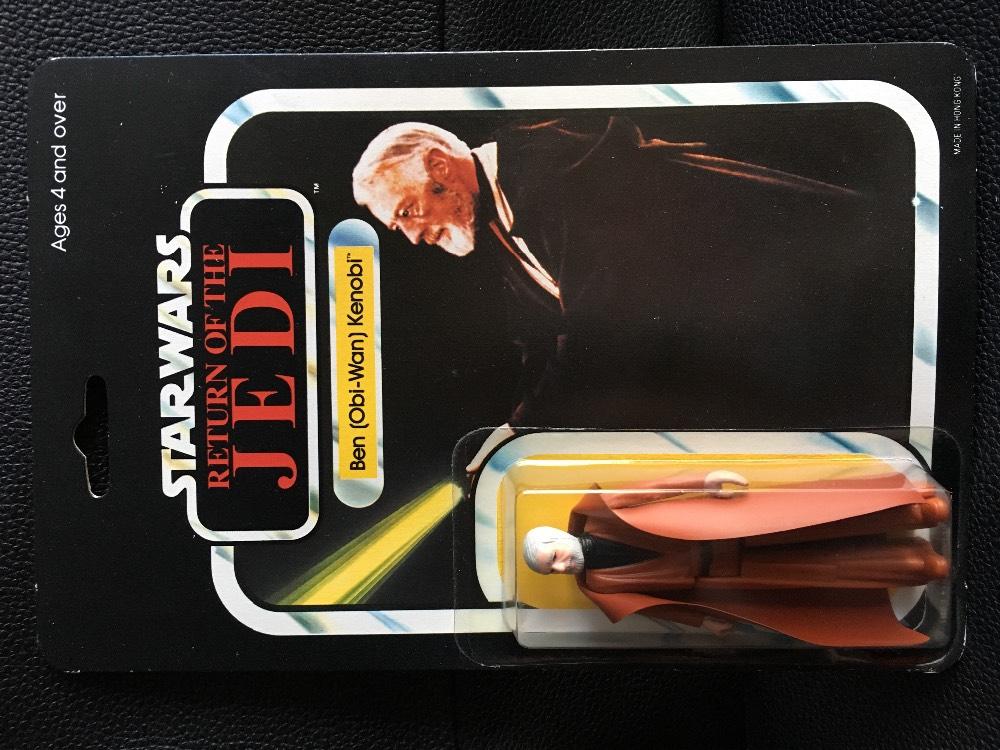 Ages 4 and over
STAR WARS
RETURN OF THE
JEDI
TM
Ben (Obi-Wan) Kenobi™
MADE IN HONG KONG